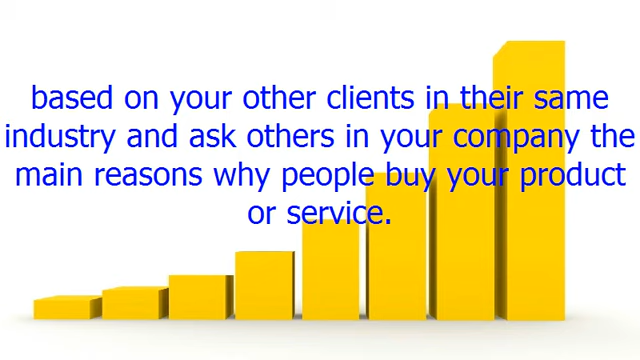 based on your other clients in their same
industry and ask others in your company the
main reasons why people buy your product
or service.